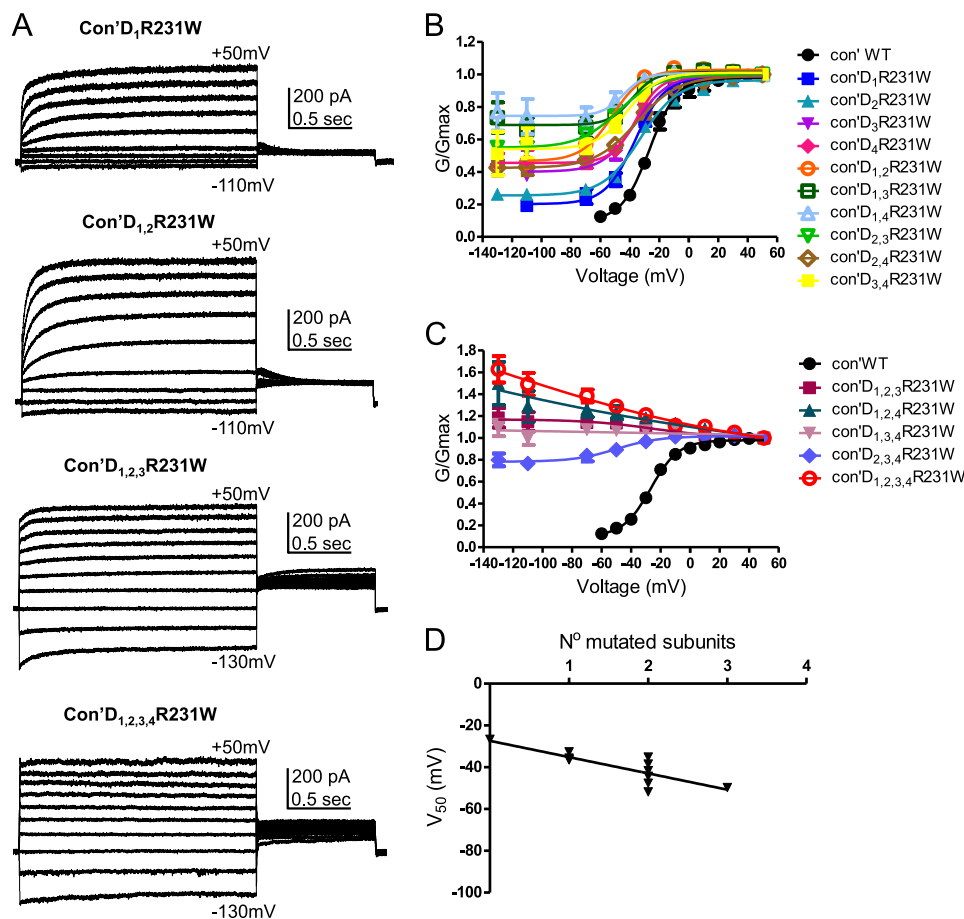 A
Con'D1R231W
+50mV
200 pA
0.5 sec
-110mV
Con'D1,2R231W
+50mV
200 pA
0.5 sec
-110mV
Con'D1,2,3R231W
+50mV
200 pA
0.5 sec
-130mV
Con'D1,2,3,4R231W
+50mV
200 pA
0.5 sec
-130mV
B
G/Gmax
1.2
1.0
0.8
0.6
0.4
0.2
0.0
-140 -120 -100 -80 -60 -40 -20 0 20 40 60
Voltage (mV)
con' WT
con'D1R231W
con'D2R231W
con'D3R231W
con'D4R231W
con'D1,2R231W
con'D1,3R231W
con'D1,4R231W
con'D2,3R231W
con'D2,4R231W
con'D3,4R231W
C
G/Gmax
1.8
1.6
1.4
1.2
1.0
0.8
0.6
0.4
0.2
0.0
-140 -120 -100 -80 -60 -40 -20 0 20 40 60
Voltage (mV)
con'WT
con'D1,2,3R231W
con'D1,2,4R231W
con'D1,3,4R231W
con'D2,3,4R231W
con'D1,2,3,4R231W
D
Nº mutated subunits
1 2 3 4
V50 (mV)
0
-20
-40
-60
-80
-100